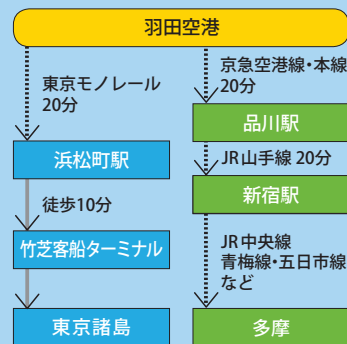 羽田空港
東京モノレール
20分
浜松町駅
徒歩10分
竹芝客船ターミナル
東京諸島
京急空港線・本線
20分
品川駅
JR山手線 20分
新宿駅
JR中央線
青梅線・五日市線
など
多摩